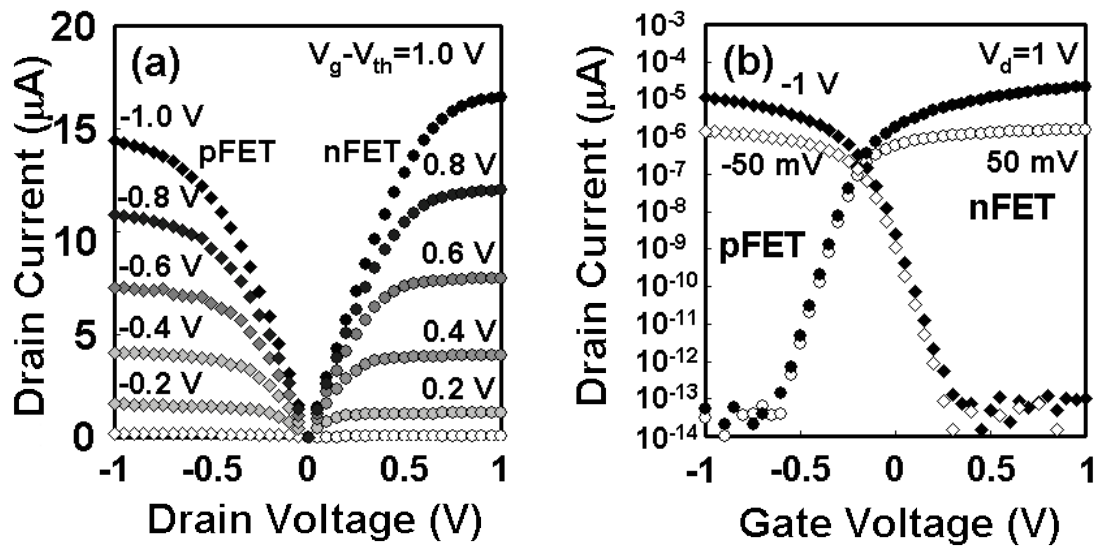 (a)
V_g-V_th=1.0 V
Drain Current (μA)
20
15
10
5
0
-1.0 V
pFET
nFET
-0.8 V
0.8 V
-0.6 V
0.6 V
-0.4 V
0.4 V
-0.2 V
0.2 V
-1
-0.5
0
0.5
1
Drain Voltage (V)
(b)
V_d=1 V
-1 V
Drain Current (μA)
10⁻³
10⁻⁴
10⁻⁵
10⁻⁶
10⁻⁷
10⁻⁸
10⁻⁹
10⁻¹⁰
10⁻¹¹
10⁻¹²
10⁻¹³
10⁻¹⁴
-50 mV
50 mV
nFET
pFET
-1
-0.5
0
0.5
1
Gate Voltage (V)